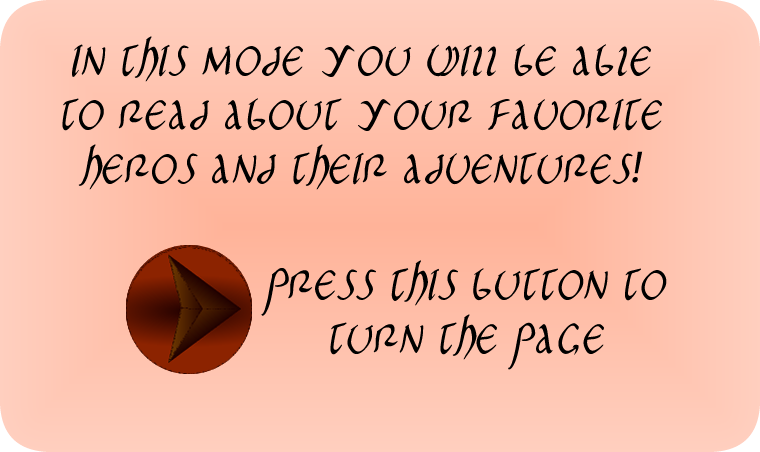 In this mode you will be able
to read about your favorite
heros and their adventures!
Press this button to
turn the page